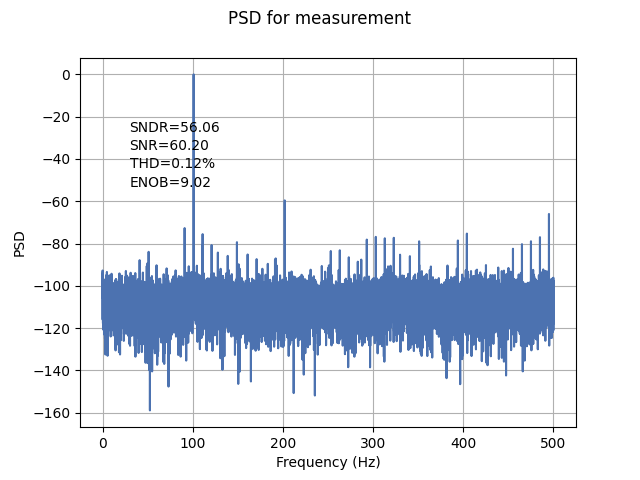 PSD for measurement
0
−20
−40
−60
−80
−100
−120
−140
−160
PSD
SNDR=56.06
SNR=60.20
THD=0.12%
ENOB=9.02
0
100
200
300
400
500
Frequency (Hz)